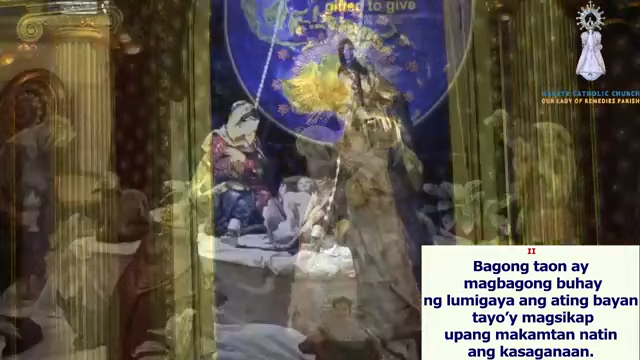 gifted to give
MALATE CATHOLIC CHURCH
OUR LADY OF REMEDIES PARISH
II
Bagong taon ay
magbagong buhay
ng lumigaya ang ating bayan
tayo'y magsikap
upang makamtan natin
ang kasaganaan.